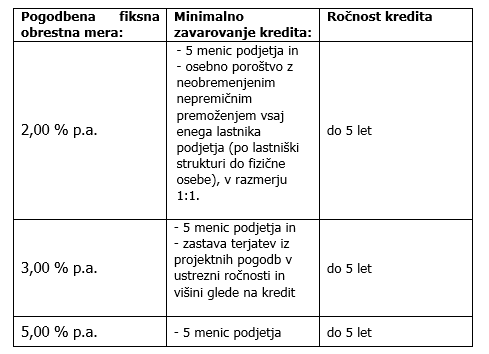 Pogodbena fiksna
obrestna mera:
Minimalno
zavarovanje kredita:
Ročnost kredita
2,00 % p.a.
- 5 menic podjetja in
- osebno poroštvo z
neobremenjenim
nepremičnim
premoženjem vsaj
enega lastnika
podjetja (po lastniški
strukturi do fizične
osebe), v razmerju
1:1.
do 5 let
3,00 % p.a.
- 5 menic podjetja in
- zastava terjatev iz
projektnih pogodb v
ustrezni ročnosti in
višini glede na kredit
do 5 let
5,00 % p.a.
- 5 menic podjetja
do 5 let